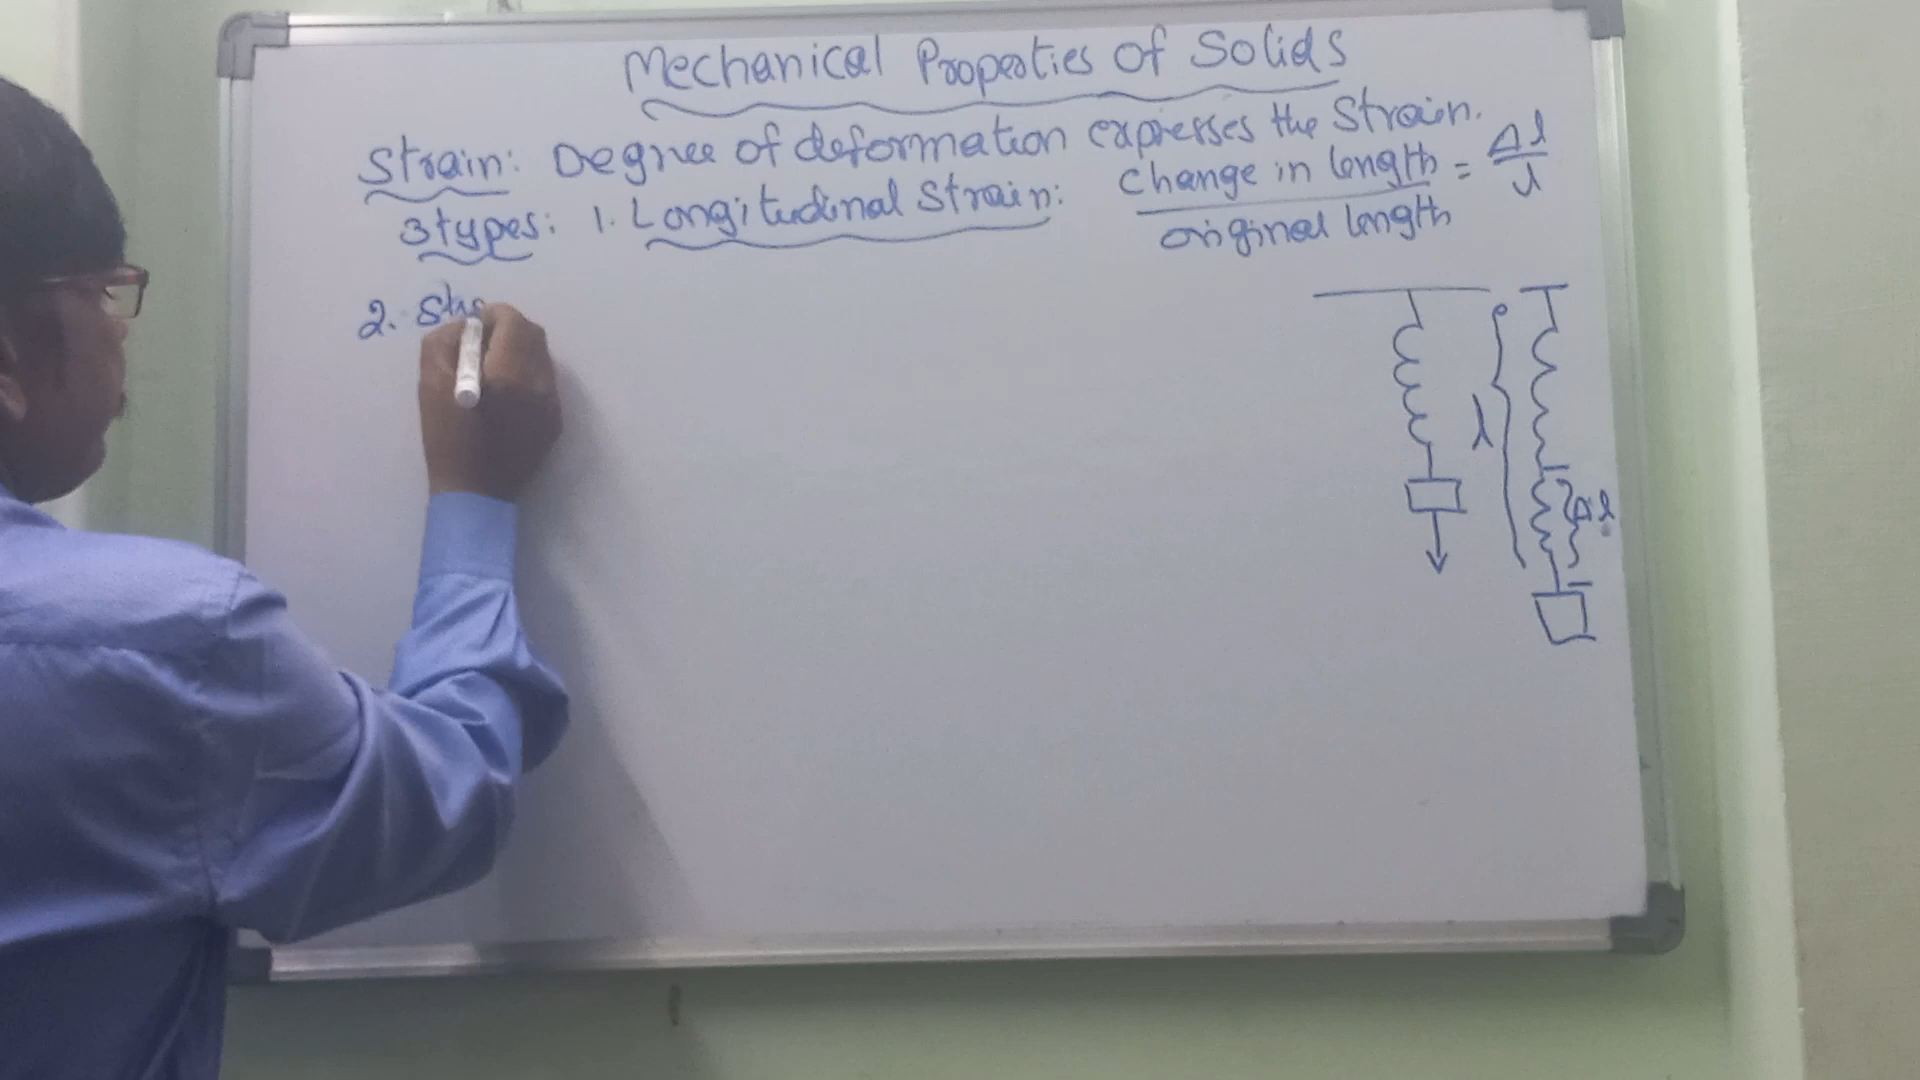 Mechanical Properties of Solids
Strain: Degree of deformation expresses the Strain.
3 types: 1. Longitudinal Strain: change in length / original length = Δl / l
2.
l
Δl